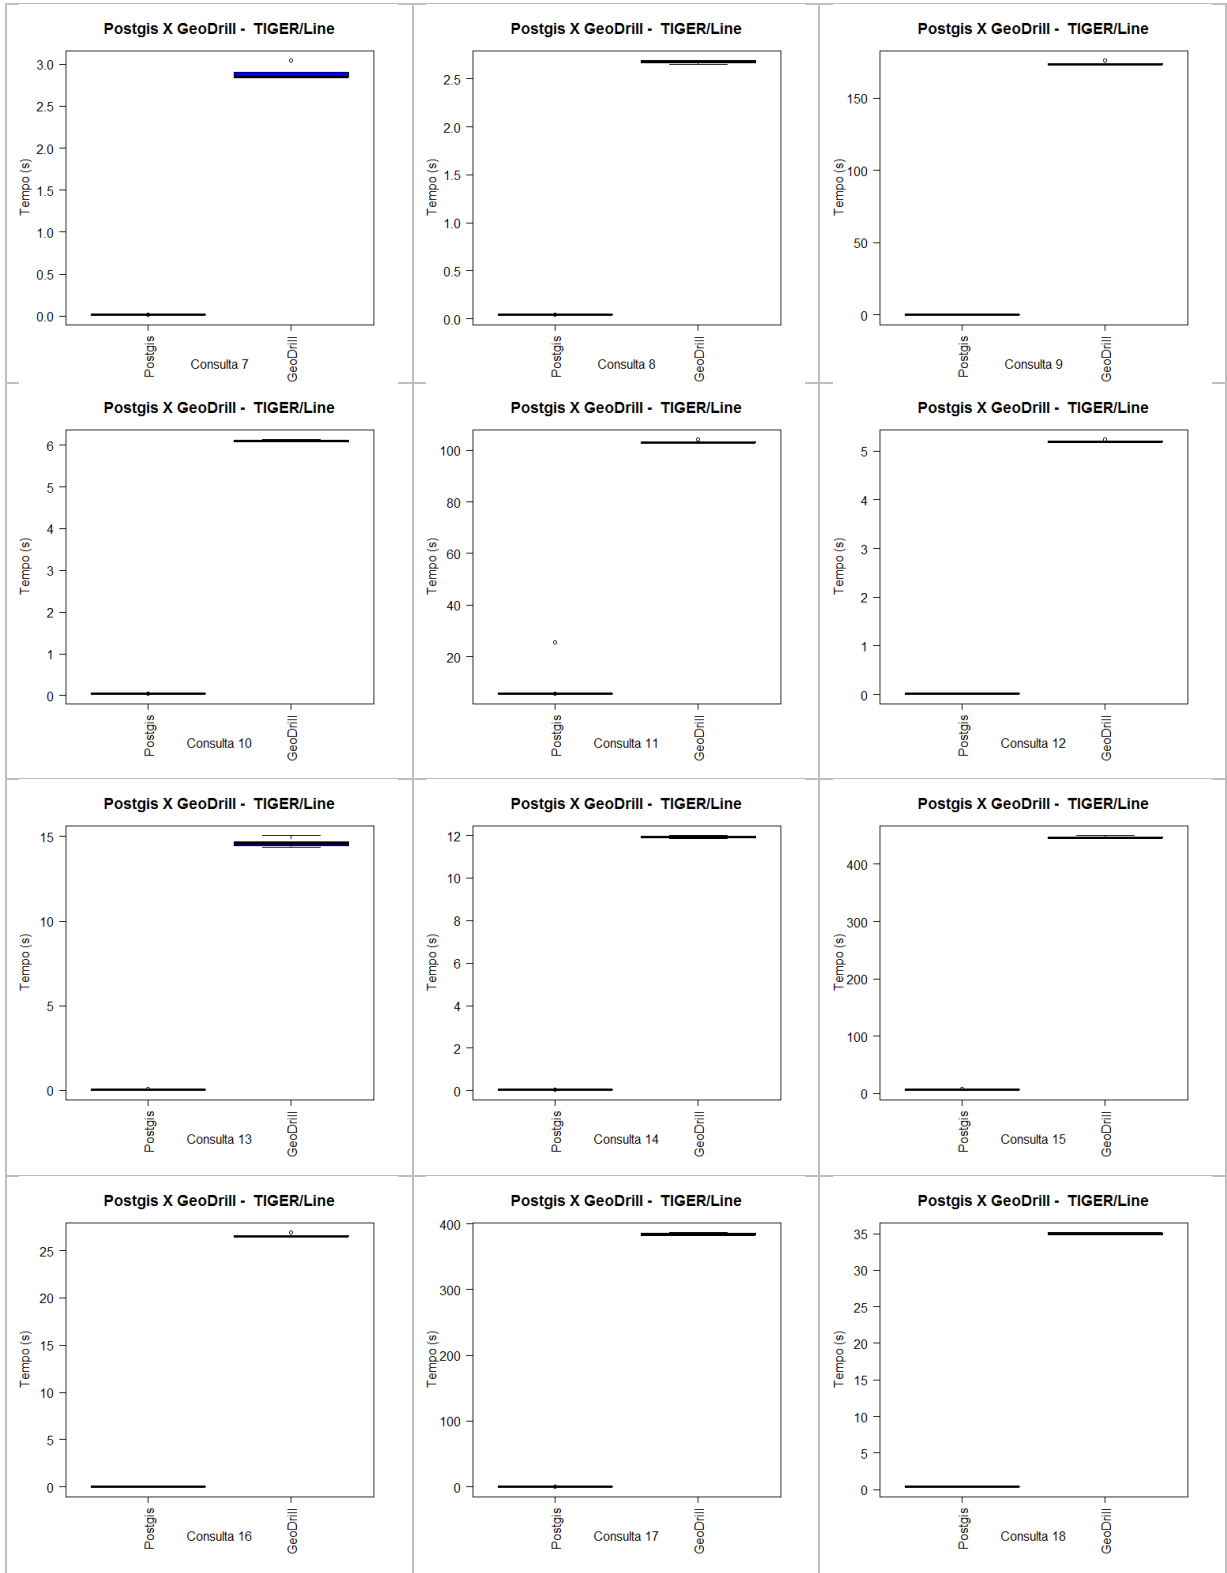 Postgis X GeoDrill - TIGER/Line
3.0
2.5
2.0
1.5
1.0
0.5
0.0
Tempo (s)
Postgis
GeoDrill
Consulta 7
Postgis X GeoDrill - TIGER/Line
2.5
2.0
1.5
1.0
0.5
0.0
Tempo (s)
Postgis
GeoDrill
Consulta 8
Postgis X GeoDrill - TIGER/Line
150
100
50
0
Tempo (s)
Postgis
GeoDrill
Consulta 9
Postgis X GeoDrill - TIGER/Line
6
5
4
3
2
1
0
Tempo (s)
Postgis
GeoDrill
Consulta 10
Postgis X GeoDrill - TIGER/Line
100
80
60
40
20
Tempo (s)
Postgis
GeoDrill
Consulta 11
Postgis X GeoDrill - TIGER/Line
5
4
3
2
1
0
Tempo (s)
Postgis
GeoDrill
Consulta 12
Postgis X GeoDrill - TIGER/Line
15
10
5
0
Tempo (s)
Postgis
GeoDrill
Consulta 13
Postgis X GeoDrill - TIGER/Line
12
10
8
6
4
2
0
Tempo (s)
Postgis
GeoDrill
Consulta 14
Postgis X GeoDrill - TIGER/Line
400
300
200
100
0
Tempo (s)
Postgis
GeoDrill
Consulta 15
Postgis X GeoDrill - TIGER/Line
25
20
15
10
5
0
Tempo (s)
Postgis
GeoDrill
Consulta 16
Postgis X GeoDrill - TIGER/Line
400
300
200
100
0
Tempo (s)
Postgis
GeoDrill
Consulta 17
Postgis X GeoDrill - TIGER/Line
35
30
25
20
15
10
5
0
Tempo (s)
Postgis
GeoDrill
Consulta 18